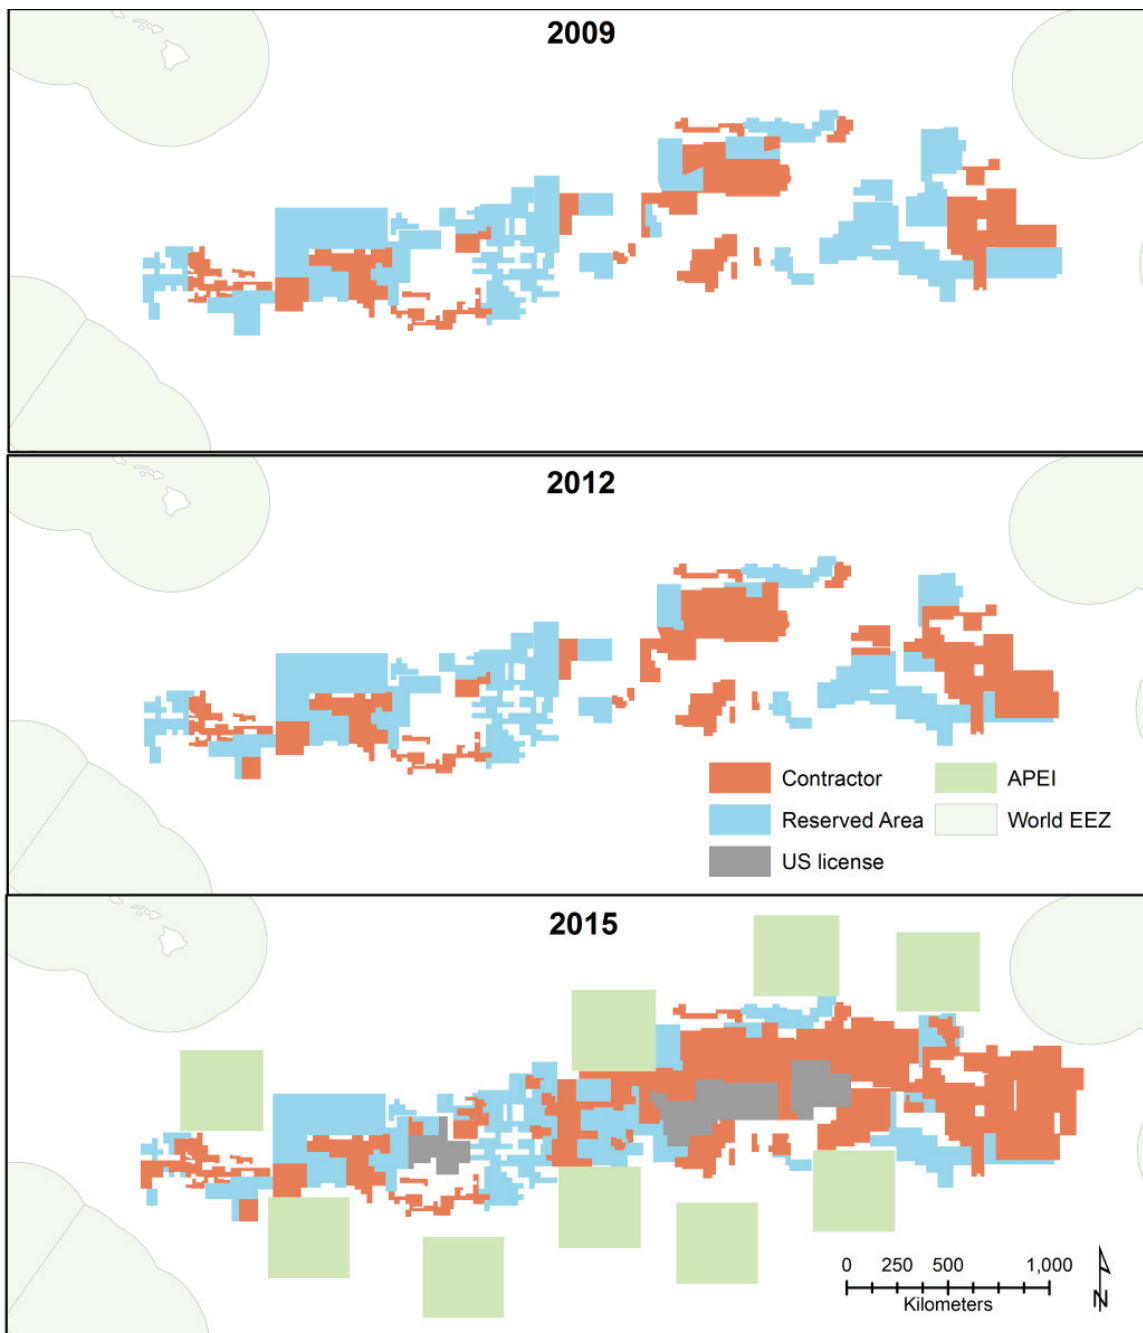 2009
2012
Contractor APEI
Reserved Area World EEZ
US license
2015
0 250 500 1,000
Kilometers
N